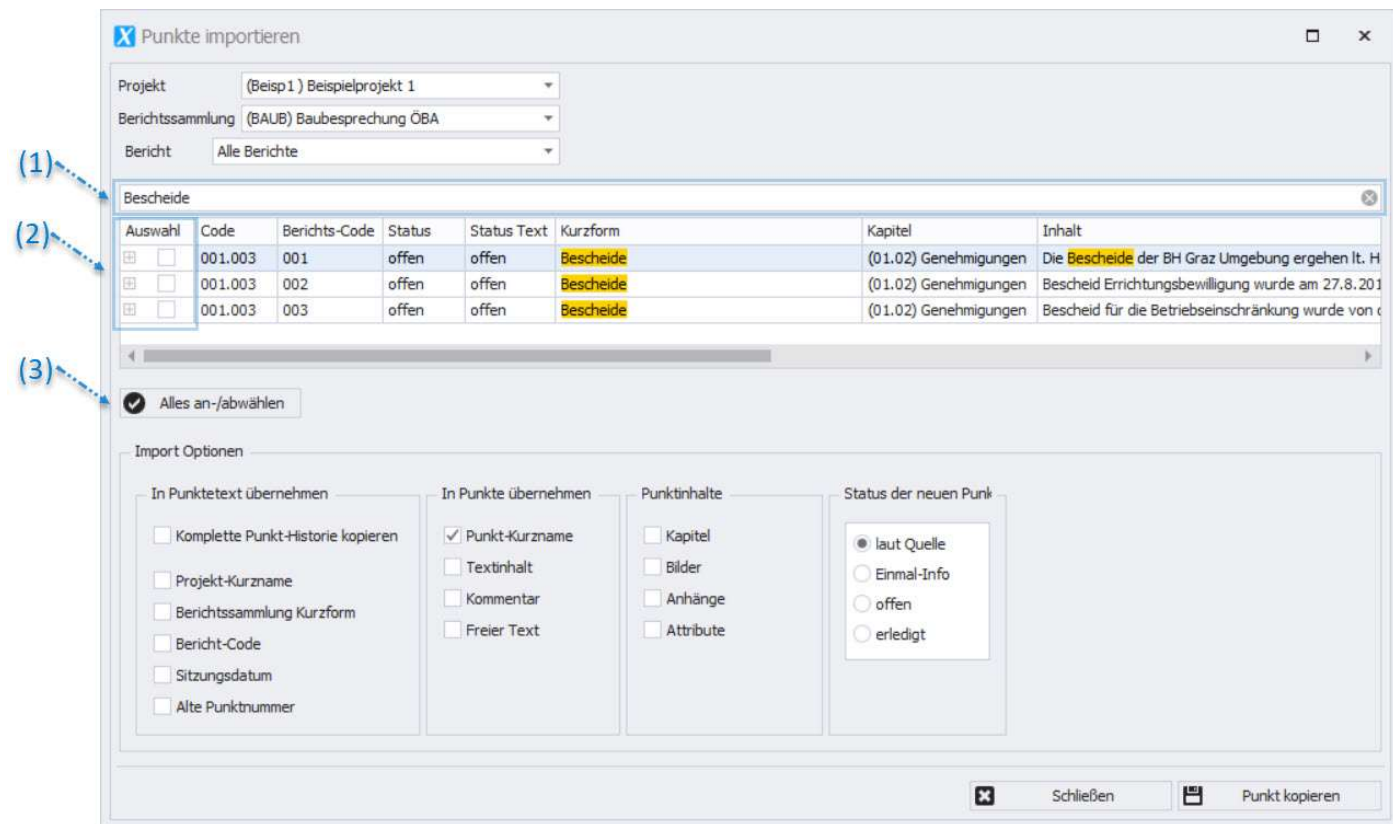 Punkte importieren
Projekt (Beisp1) Beispielprojekt 1
Berichtssammlung (BAUB) Baubesprechung ÖBA
Bericht Alle Berichte
(1)
Bescheide
(2)
Auswahl Code Berichts-Code Status Status Text Kurzform Kapitel Inhalt
001.003 001 offen offen Bescheide (01.02) Genehmigungen Die Bescheide der BH Graz Umgebung ergehen lt. H
001.003 002 offen offen Bescheide (01.02) Genehmigungen Bescheid Errichtungsbewilligung wurde am 27.8.201
001.003 003 offen offen Bescheide (01.02) Genehmigungen Bescheid für die Betriebseinschränkung wurde von d
(3)
Alles an-/abwählen
Import Optionen
In Punktetext übernehmen In Punkte übernehmen Punktinhalte Status der neuen Punk
Komplette Punkt-Historie kopieren Punkt-Kurzname Kapitel laut Quelle
Projekt-Kurzname Textinhalt Bilder Einmal-Info
Berichtssammlung Kurzform Kommentar Anhänge offen
Bericht-Code Freier Text Attribute erledigt
Sitzungsdatum
Alte Punktnummer
Schließen Punkt kopieren